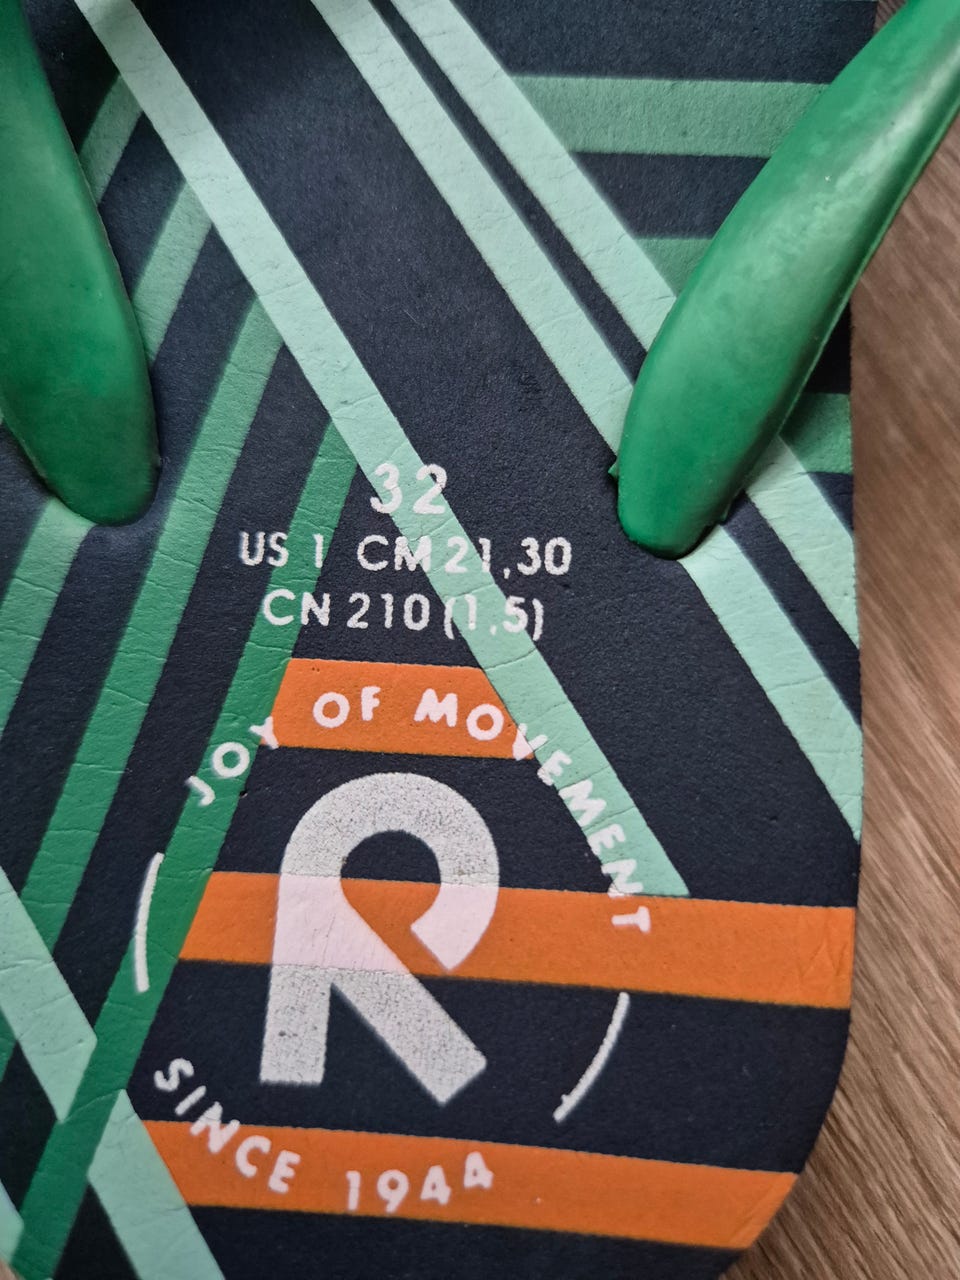 32
US 1 CM 21,30
CN 210 (1,5)
JOY OF MOVEMENT
R
SINCE 1944